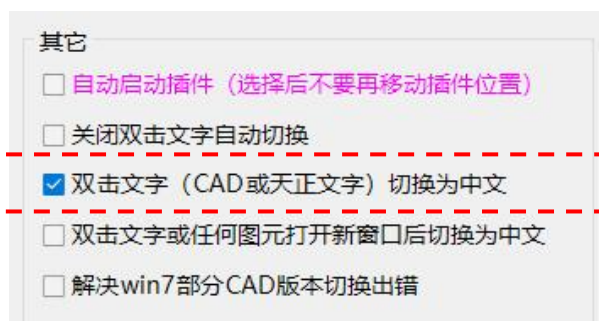 其它
自动启动插件（选择后不要再移动插件位置）
关闭双击文字自动切换
双击文字（CAD或天正文字）切换为中文
双击文字或任何图元打开新窗口后切换为中文
解决win7部分CAD版本切换出错